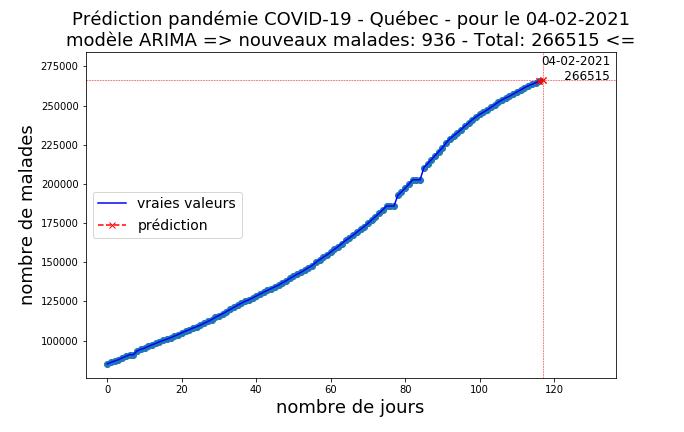 Prédiction pandémie COVID-19 - Québec - pour le 04-02-2021
modèle ARIMA => nouveaux malades: 936 - Total: 266515 <=
04-02-2021
266515
275000
250000
225000
200000
175000
150000
125000
100000
nombre de malades
vraies valeurs
prédiction
0 20 40 60 80 100 120
nombre de jours